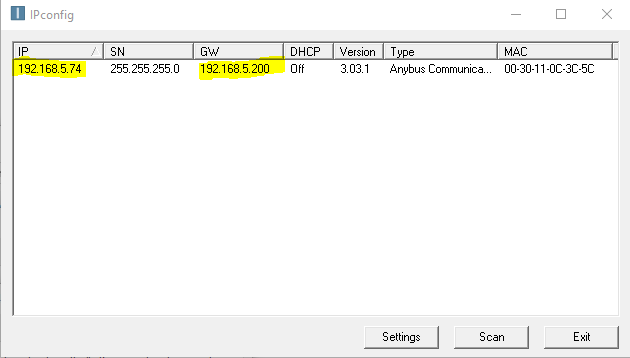 IPconfig
IP / SN GW DHCP Version Type MAC
192.168.5.74 255.255.255.0 192.168.5.200 Off 3.03.1 Anybus Communica... 00-30-11-0C-3C-5C
Settings Scan Exit